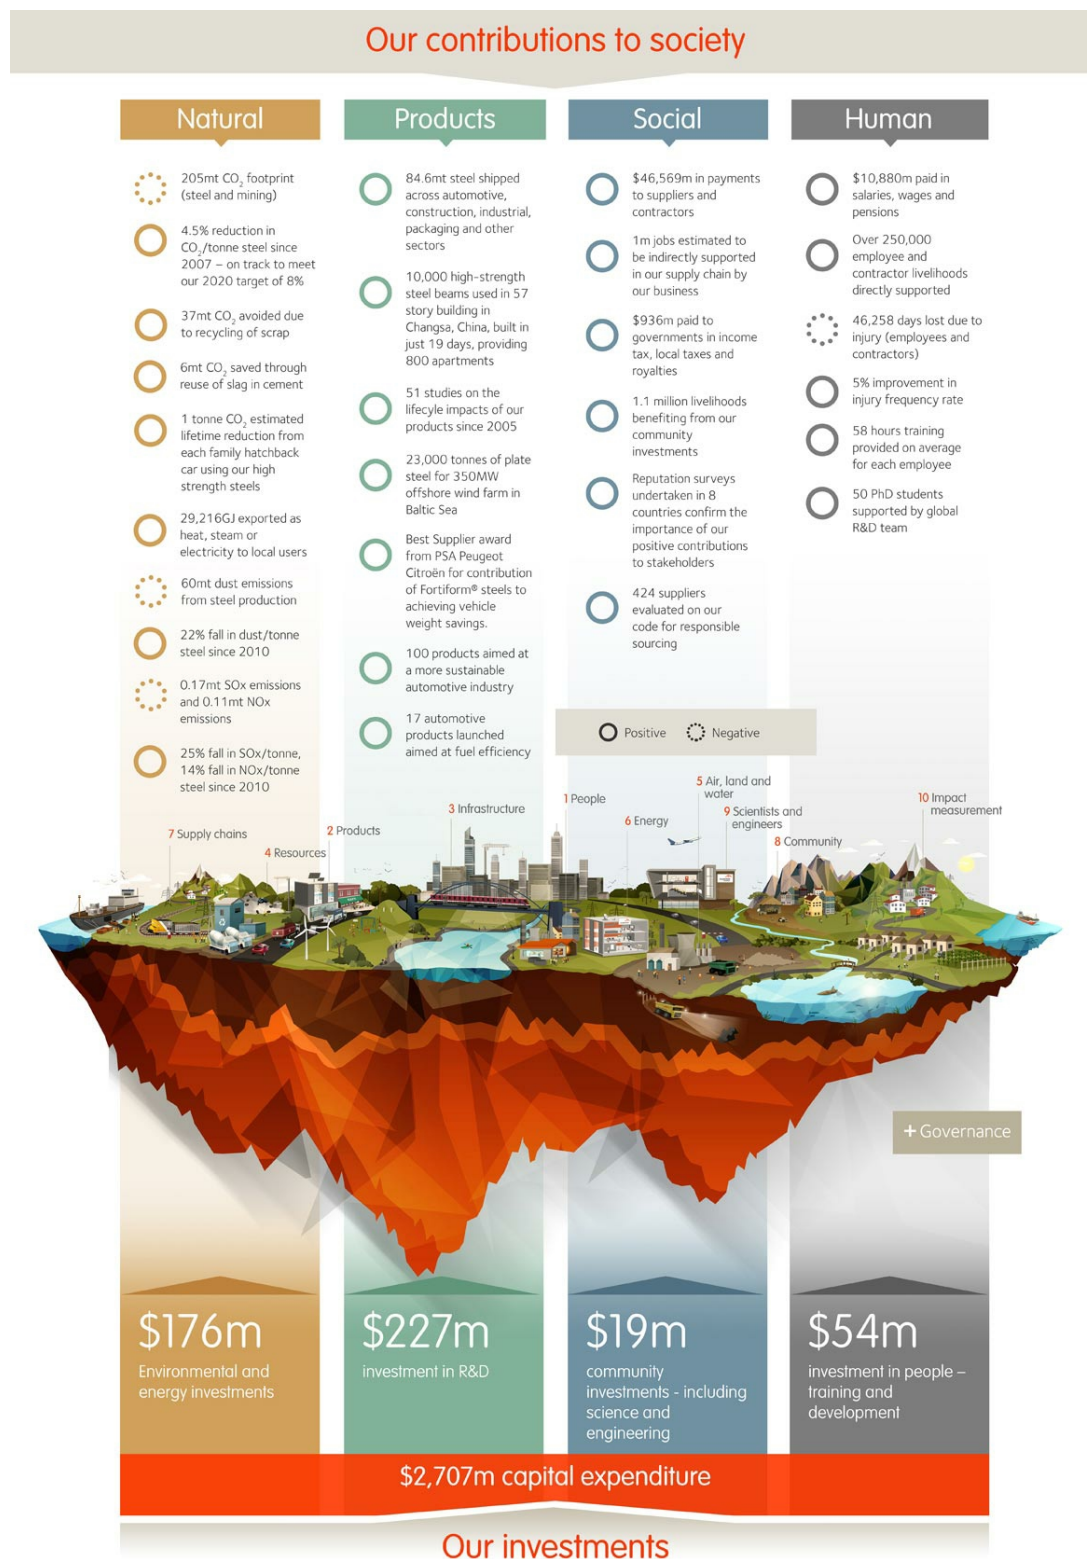 Our contributions to society
Natural
205mt CO₂ footprint
(steel and mining)
4.5% reduction in
CO₂/tonne steel since
2007 – on track to meet
our 2020 target of 8%
37mt CO₂ avoided due
to recycling of scrap
6mt CO₂ saved through
reuse of slag in cement
1 tonne CO₂ estimated
lifetime reduction from
each family hatchback
car using our high
strength steels
29,216GJ exported as
heat, steam or
electricity to local users
60mt dust emissions
from steel production
22% fall in dust/tonne
steel since 2010
0.17mt SOx emissions
and 0.11mt NOx
emissions
25% fall in SOx/tonne,
14% fall in NOx/tonne
steel since 2010
Products
84.6mt steel shipped
across automotive,
construction, industrial,
packaging and other
sectors
10,000 high-strength
steel beams used in 57
story building in
Changsa, China, built in
just 19 days, providing
800 apartments
51 studies on the
lifecyle impacts of our
products since 2005
23,000 tonnes of plate
steel for 350MW
offshore wind farm in
Baltic Sea
Best Supplier award
from PSA Peugeot
Citroën for contribution
of Fortiform® steels to
achieving vehicle
weight savings.
100 products aimed at
a more sustainable
automotive industry
17 automotive
products launched
aimed at fuel efficiency
Social
$46,569m in payments
to suppliers and
contractors
1m jobs estimated to
be indirectly supported
in our supply chain by
our business
$936m paid to
governments in income
tax, local taxes and
royalties
1.1 million livelihoods
benefiting from our
community
investments
Reputation surveys
undertaken in 8
countries confirm the
importance of our
positive contributions
to stakeholders
424 suppliers
evaluated on our
code for responsible
sourcing
Human
$10,880m paid in
salaries, wages and
pensions
Over 250,000
employee and
contractor livelihoods
directly supported
46,258 days lost due to
injury (employees and
contractors)
5% improvement in
injury frequency rate
58 hours training
provided on average
for each employee
50 PhD students
supported by global
R&D team
Positive
Negative
7 Supply chains
4 Resources
2 Products
3 Infrastructure
1 People
6 Energy
5 Air, land and
water
9 Scientists and
engineers
8 Community
10 Impact
measurement
+ Governance
$176m
Environmental and
energy investments
$227m
investment in R&D
$19m
community
investments - including
science and
engineering
$54m
investment in people –
training and
development
$2,707m capital expenditure
Our investments